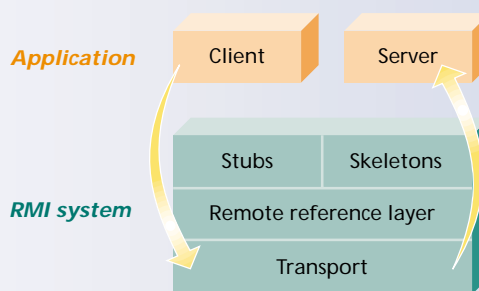 Application Client Server
Stubs Skeletons
RMI system Remote reference layer
Transport